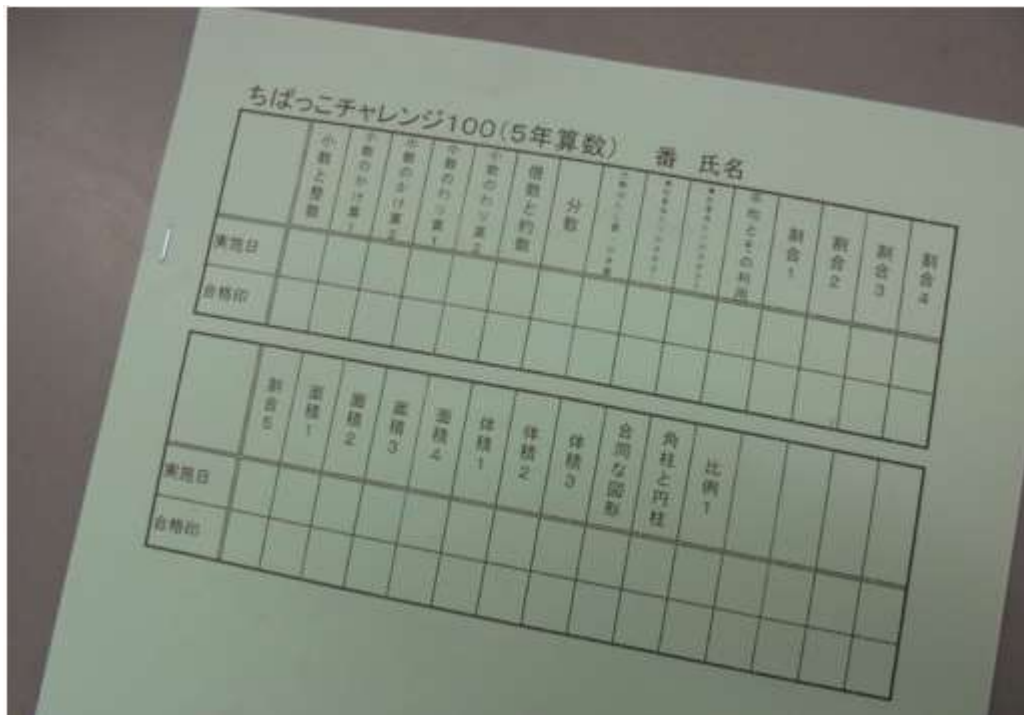 ちばっこチャレンジ100(5年算数) 番 氏名
小数と整数
小数のかけ算1
小数のかけ算2
小数のわり算1
小数のわり算2
倍数と約数
分数
平均とその利用
割合1
割合2
割合3
割合4
実施日
合格印
割合5
面積1
面積2
面積3
面積4
体積1
体積2
体積3
合同な図形
角柱と円柱
比例1
実施日
合格印